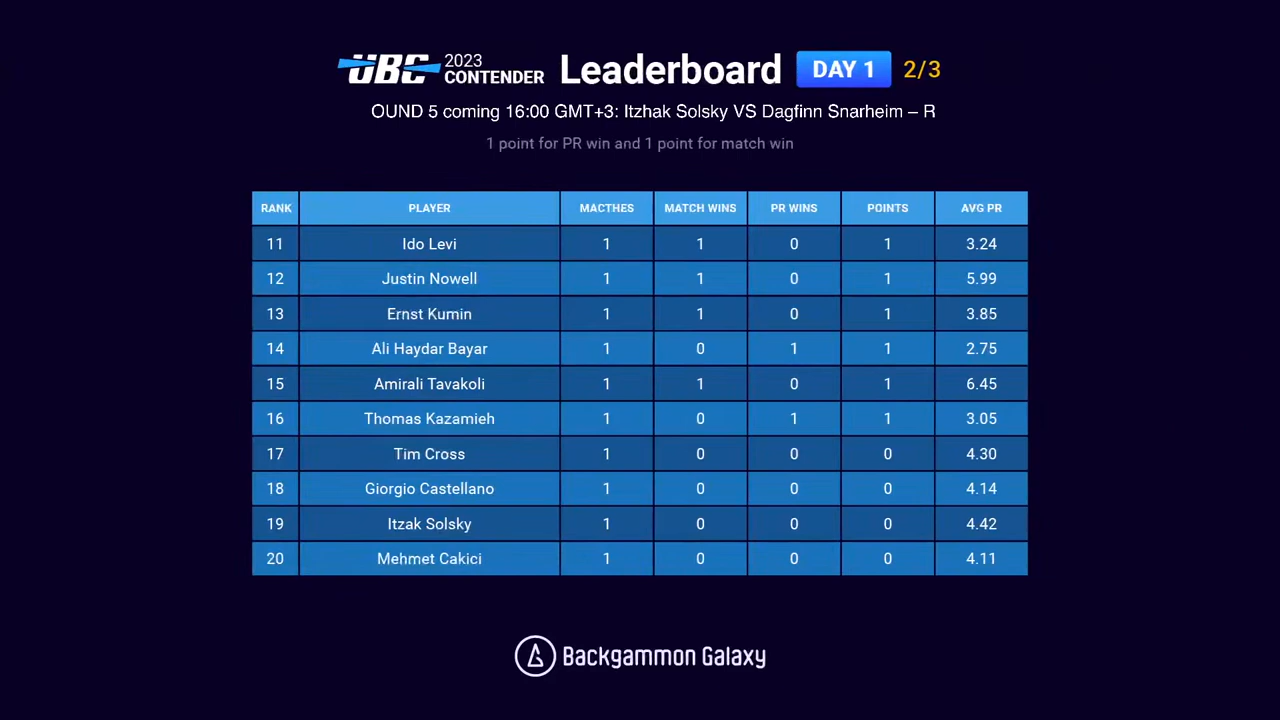 UBC 2023 CONTENDER Leaderboard DAY 1 2/3
OUND 5 coming 16:00 GMT+3: Itzhak Solsky VS Dagfinn Snarheim – R
1 point for PR win and 1 point for match win
RANK PLAYER MACTHES MATCH WINS PR WINS POINTS AVG PR
11 Ido Levi 1 1 0 1 3.24
12 Justin Nowell 1 1 0 1 5.99
13 Ernst Kumin 1 1 0 1 3.85
14 Ali Haydar Bayar 1 0 1 1 2.75
15 Amirali Tavakoli 1 1 0 1 6.45
16 Thomas Kazamieh 1 0 1 1 3.05
17 Tim Cross 1 0 0 0 4.30
18 Giorgio Castellano 1 0 0 0 4.14
19 Itzak Solsky 1 0 0 0 4.42
20 Mehmet Cakici 1 0 0 0 4.11
Backgammon Galaxy